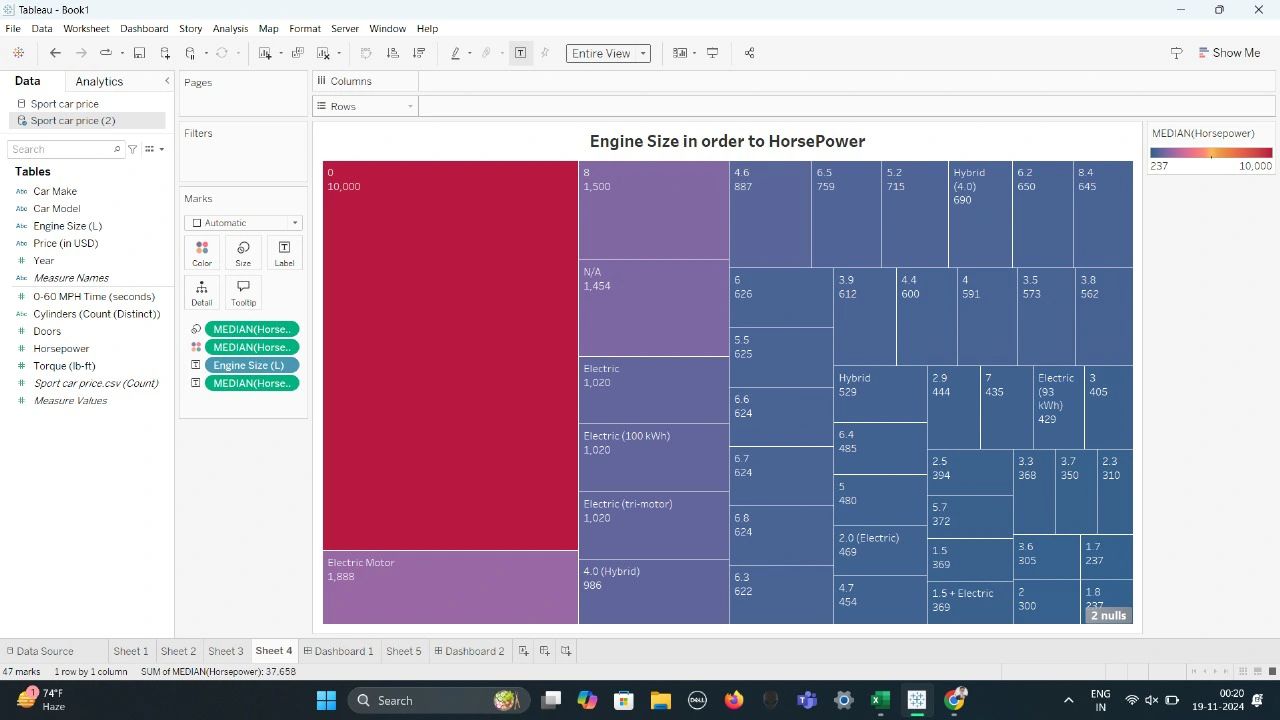 Tableau - Book1
File Data Worksheet Dashboard Story Analysis Map Format Server Window Help
Entire View
Show Me
Data Analytics
Sport car price
Sport car price (2)
Search
Tables
Abc Car Make
Abc Car Model
Abc Engine Size (L)
Abc Price (in USD)
# Year
Abc Measure Names
# 0-60 MPH Time (seconds)
# Cylinders (Count (Distinct))
# Doors
# Horsepower
# Torque (lb-ft)
# Sport car price.csv (Count)
# Measure Values
Pages
Filters
Marks
Automatic
Color Size Label
Detail Tooltip
MEDIAN(Horse..
MEDIAN(Horse..
Engine Size (L)
MEDIAN(Horse..
Columns
Rows
Engine Size in order to HorsePower
0
10,000
Electric Motor
1,888
8
1,500
N/A
1,454
Electric
1,020
Electric (100 kWh)
1,020
Electric (tri-motor)
1,020
4.0 (Hybrid)
986
4.6
887
6.5
759
5.2
715
Hybrid
(4.0)
690
6.2
650
8.4
645
6
626
5.5
625
6.6
624
6.7
624
6.8
624
6.3
622
3.9
612
4.4
600
4
591
3.5
573
3.8
562
Hybrid
529
6.4
485
5
480
2.0 (Electric)
469
4.7
454
2.9
444
7
435
Electric
(93
kWh)
429
3
405
2.5
394
5.7
372
1.5
369
1.5 + Electric
369
3.3
368
3.7
350
2.3
310
3.6
305
1.7
237
2
300
1.8
237
2 nulls
MEDIAN(Horsepower)
237 10,000
Data Source Sheet 1 Sheet 2 Sheet 3 Sheet 4 Dashboard 1 Sheet 5 Dashboard 2
47 marks 1 row by 1 column SUM of MEDIAN(Horsepower): 37,658
1
74°F
Haze
Search
DELL
ENG
IN
00:20
19-11-2024